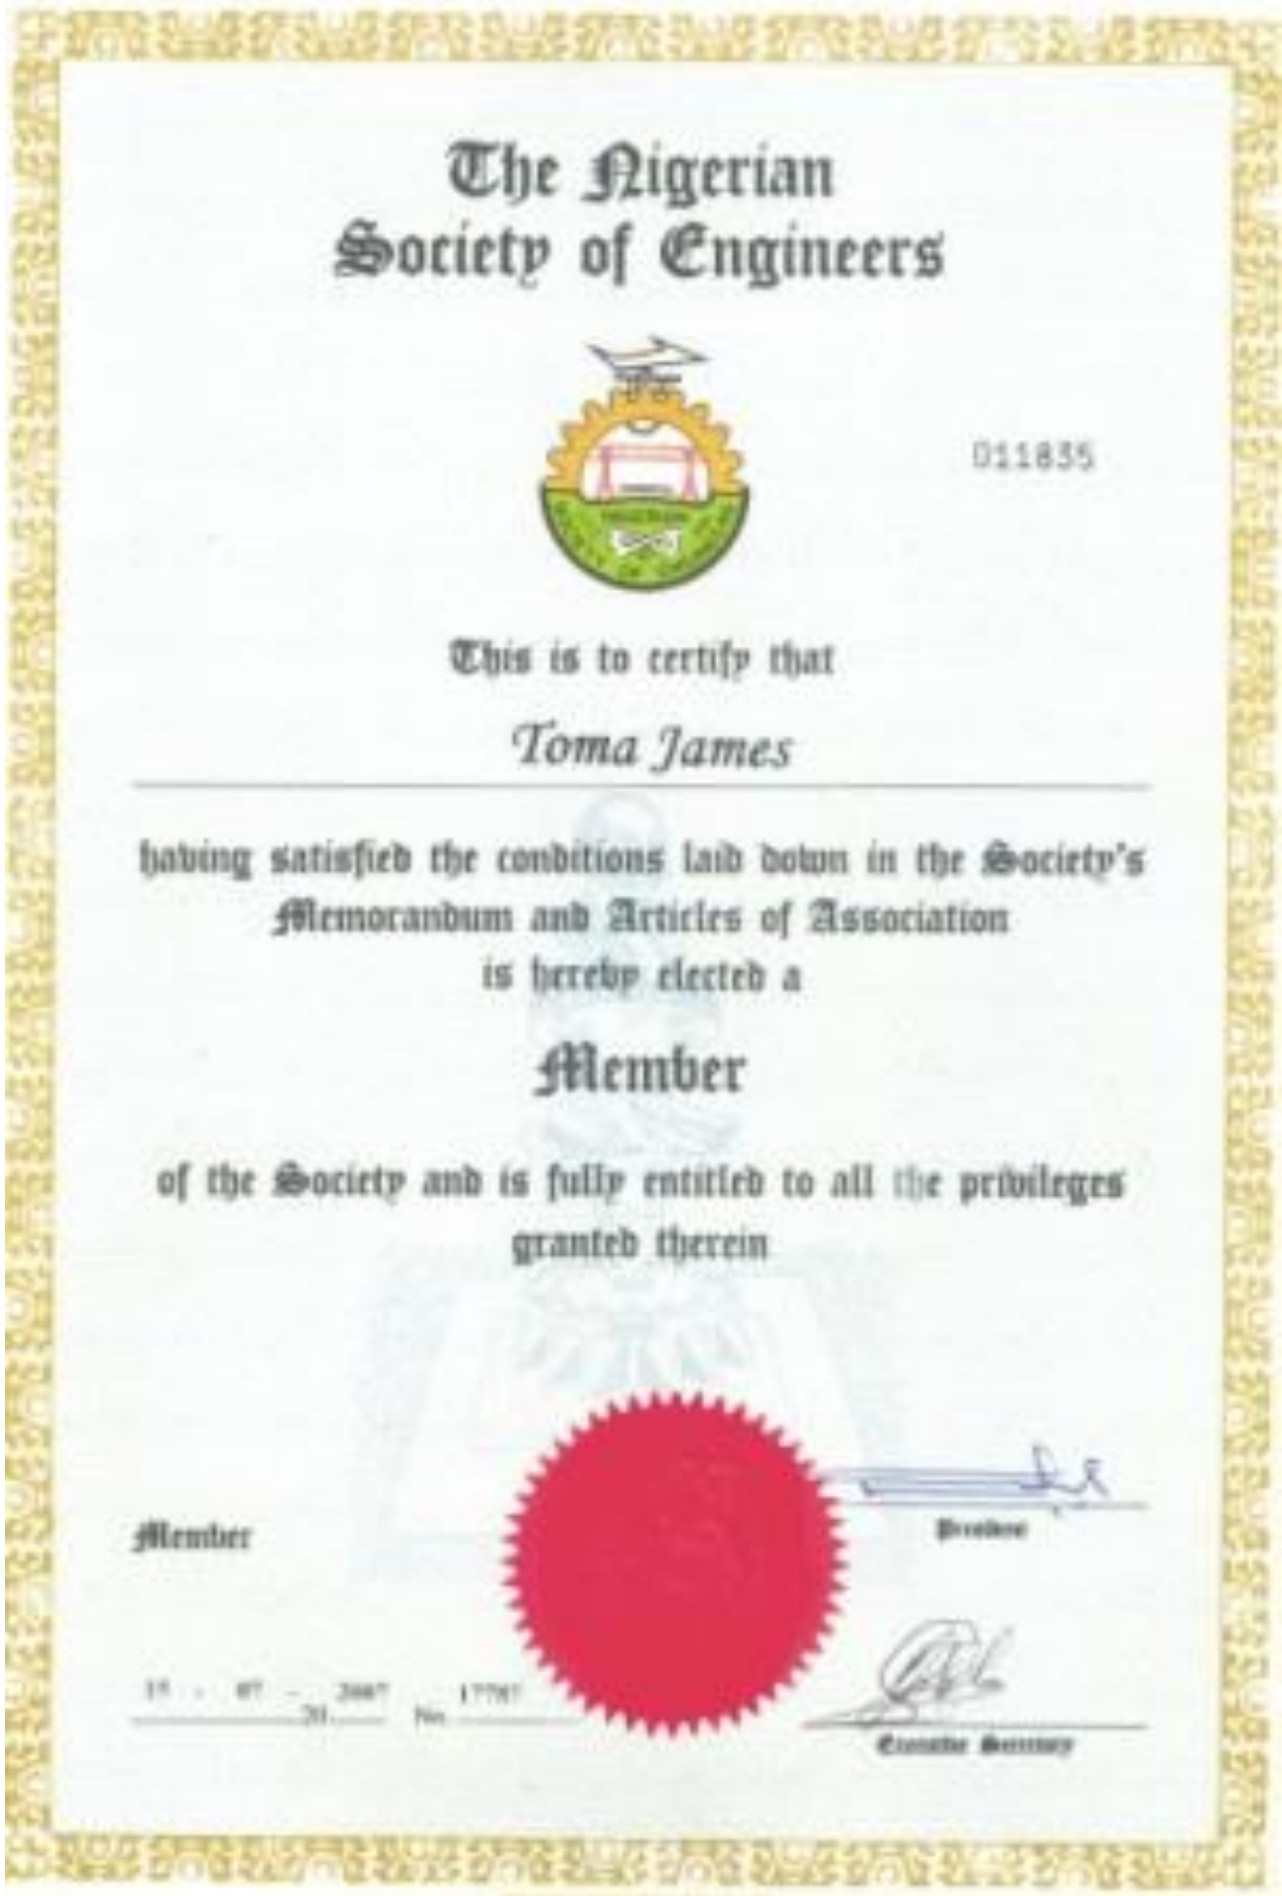 The Nigerian
Society of Engineers
011835
This is to certify that
Toma James
having satisfied the conditions laid down in the Society's
Memorandum and Articles of Association
is hereby elected a
Member
of the Society and is fully entitled to all the privileges
granted therein
President
Member
20 No.
Executive Secretary